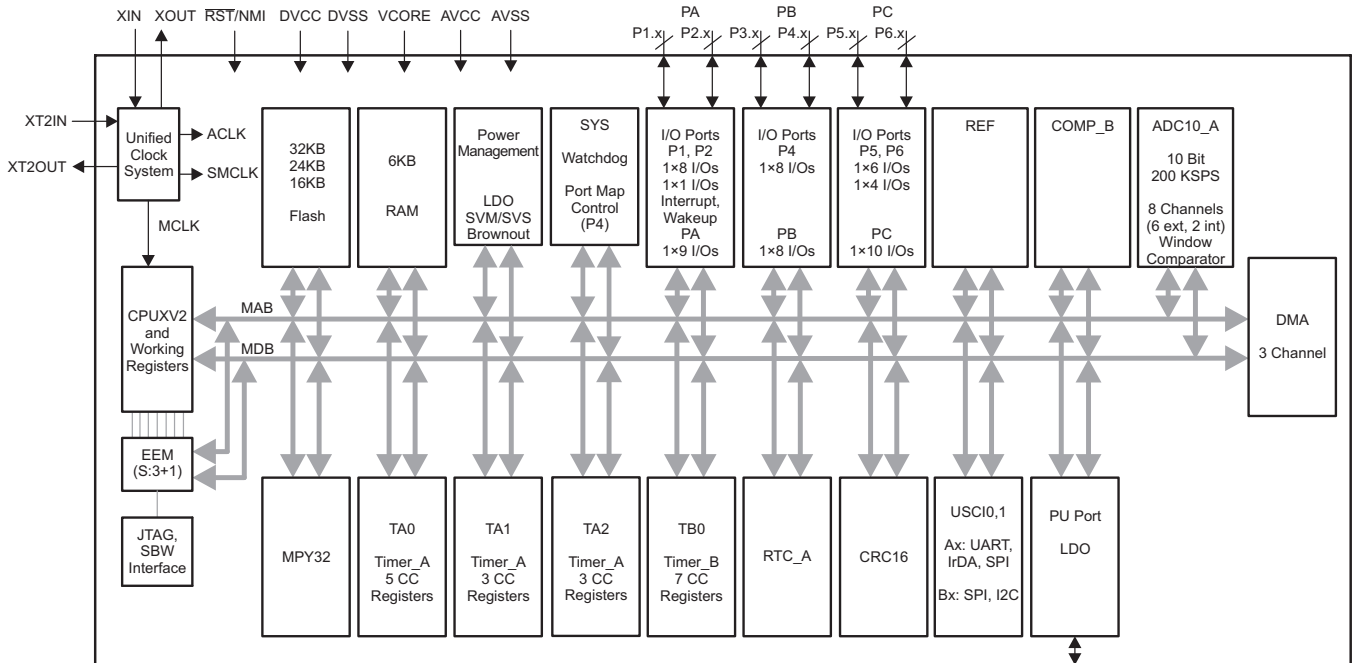 XIN XOUT RST/NMI DVCC DVSS VCORE AVCC AVSS
PA PB PC
P1.x P2.x P3.x P4.x P5.x P6.x
XT2IN
XT2OUT
Unified
Clock
System
ACLK
SMCLK
MCLK
32KB
24KB
16KB
Flash
6KB
RAM
Power
Management
LDO
SVM/SVS
Brownout
SYS
Watchdog
Port Map
Control
(P4)
I/O Ports
P1, P2
1×8 I/Os
1×1 I/Os
Interrupt,
Wakeup
PA
1×9 I/Os
I/O Ports
P4
1×8 I/Os
PB
1×8 I/Os
I/O Ports
P5, P6
1×6 I/Os
1×4 I/Os
PC
1×10 I/Os
REF
COMP_B
ADC10_A
10 Bit
200 KSPS
8 Channels
(6 ext, 2 int)
Window
Comparator
CPUXV2
and
Working
Registers
MAB
MDB
DMA
3 Channel
EEM
(S:3+1)
JTAG,
SBW
Interface
MPY32
TA0
Timer_A
5 CC
Registers
TA1
Timer_A
3 CC
Registers
TA2
Timer_A
3 CC
Registers
TB0
Timer_B
7 CC
Registers
RTC_A
CRC16
USCI0,1
Ax: UART,
IrDA, SPI
Bx: SPI, I2C
PU Port
LDO